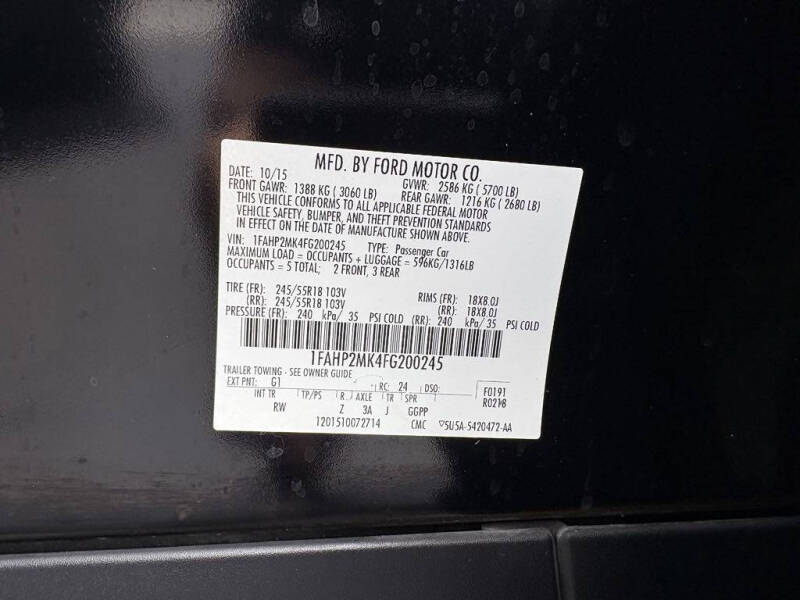 MFD. BY FORD MOTOR CO.
DATE: 10/15 GVWR: 2586 KG ( 5700 LB)
FRONT GAWR: 1388 KG ( 3060 LB) REAR GAWR: 1216 KG ( 2680 LB)
THIS VEHICLE CONFORMS TO ALL APPLICABLE FEDERAL MOTOR
VEHICLE SAFETY, BUMPER, AND THEFT PREVENTION STANDARDS
IN EFFECT ON THE DATE OF MANUFACTURE SHOWN ABOVE.
VIN: 1FAHP2MK4FG200245 TYPE: Passenger Car
MAXIMUM LOAD = OCCUPANTS + LUGGAGE = 596KG/1316LB
OCCUPANTS = 5 TOTAL; 2 FRONT, 3 REAR
TIRE (FR): 245/55R18 103V RIMS (FR): 18X8.0J
(RR): 245/55R18 103V (RR): 18X8.0J
PRESSURE (FR): 240 kPa/ 35 PSI COLD (RR): 240 kPa/ 35 PSI COLD
1FAHP2MK4FG200245
TRAILER TOWING - SEE OWNER GUIDE
EXT PNT: G1 RC: 24 DSO: F0191
INT TR TP/PS R. AXLE TR SPR
RW Z 3A J GGPP
1201510072714 CMC SU5A-5420472-AA